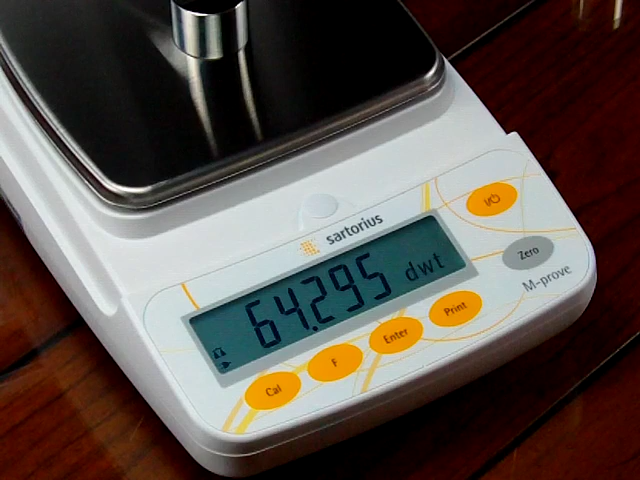 sartorius
I/⏻
Zero
M-prove
64.295 dwt
Cal
F
Enter
Print